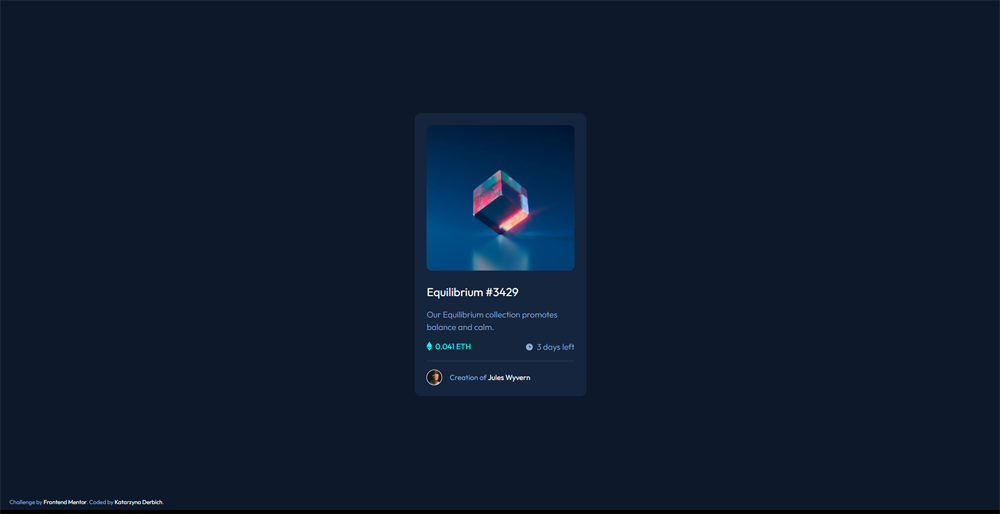 Equilibrium #3429
Our Equilibrium collection promotes
balance and calm.
0.041 ETH 3 days left
Creation of Jules Wyvern
Challenge by Frontend Mentor. Coded by Katarzyna Derbich.